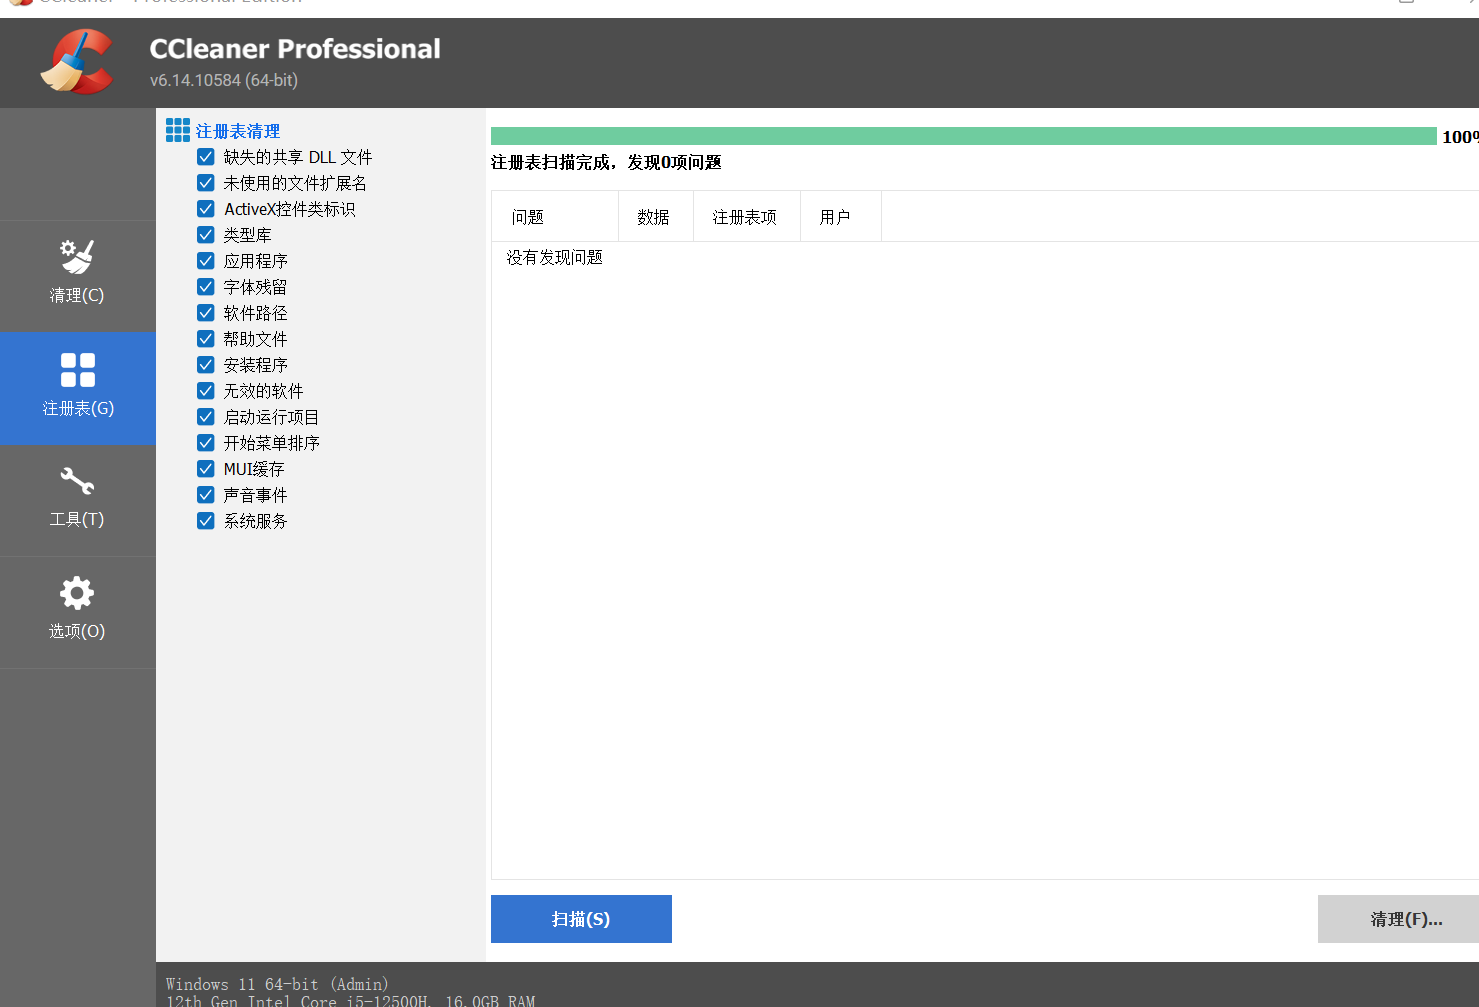 CCleaner - Professional Edition
CCleaner Professional
v6.14.10584 (64-bit)
清理(C)
注册表(G)
工具(T)
选项(O)
注册表清理
缺失的共享 DLL 文件
未使用的文件扩展名
ActiveX控件类标识
类型库
应用程序
字体残留
软件路径
帮助文件
安装程序
无效的软件
启动运行项目
开始菜单排序
MUI缓存
声音事件
系统服务
100%
注册表扫描完成，发现0项问题
问题 数据 注册表项 用户
没有发现问题
扫描(S)
清理(F)...
Windows 11 64-bit (Admin)
12th Gen Intel Core i5-12500H, 16.0GB RAM